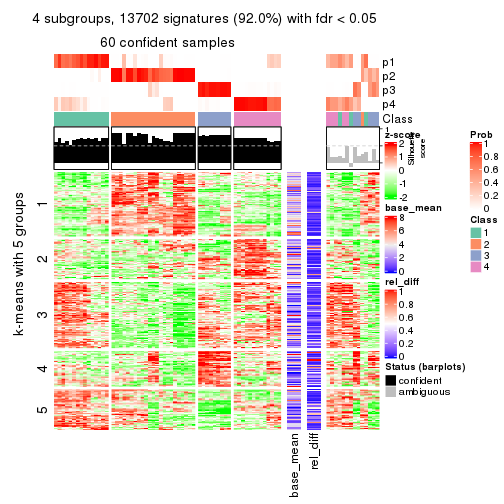 4 subgroups, 13702 signatures (92.0%) with fdr < 0.05
60 confident samples
p1
p2
p3
p4
Class
1
Silhouette score
z-score
2
1
0
-1
-2
Prob
1
0.8
0.6
0.4
0.2
0
base_mean
8
6
4
2
0
Class
1
2
3
4
rel_diff
1
0.8
0.6
0.4
0.2
0
Status (barplots)
confident
ambiguous
k-means with 5 groups
1
2
3
4
5
base_mean
rel_diff